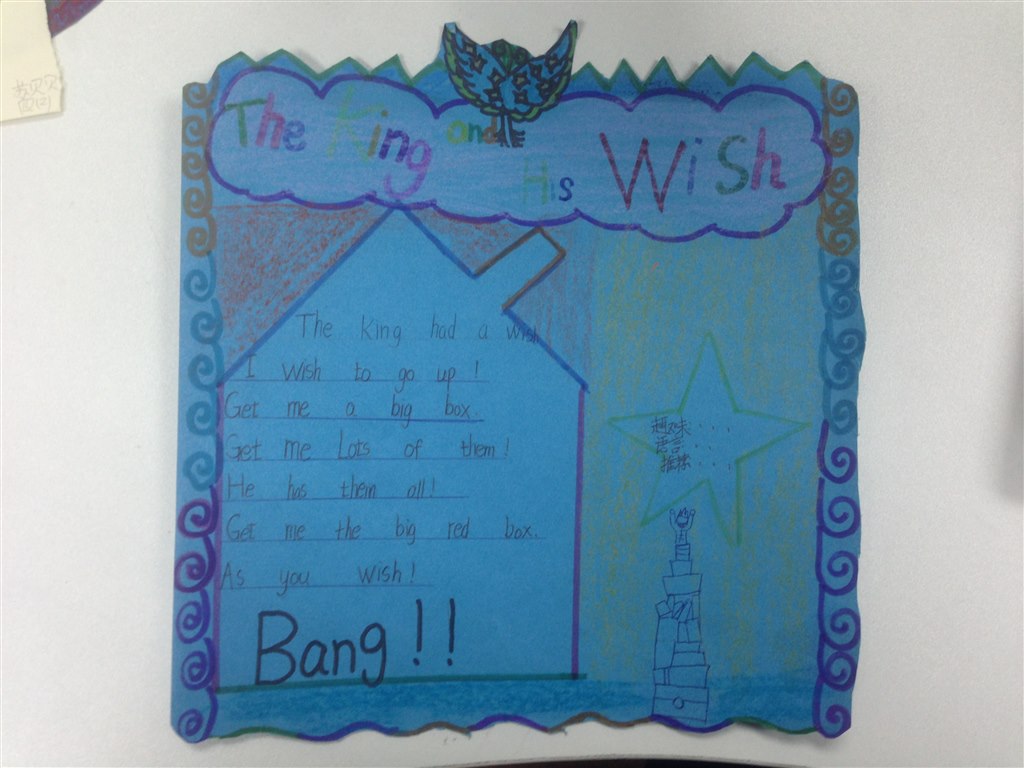 The King and His Wish
The King had a wish
I wish to go up!
Get me a big box.
Get me Lots of them!
He has them all!
Get me the big red box.
As you wish!
Bang!!
趣味....
语言....
推拣....